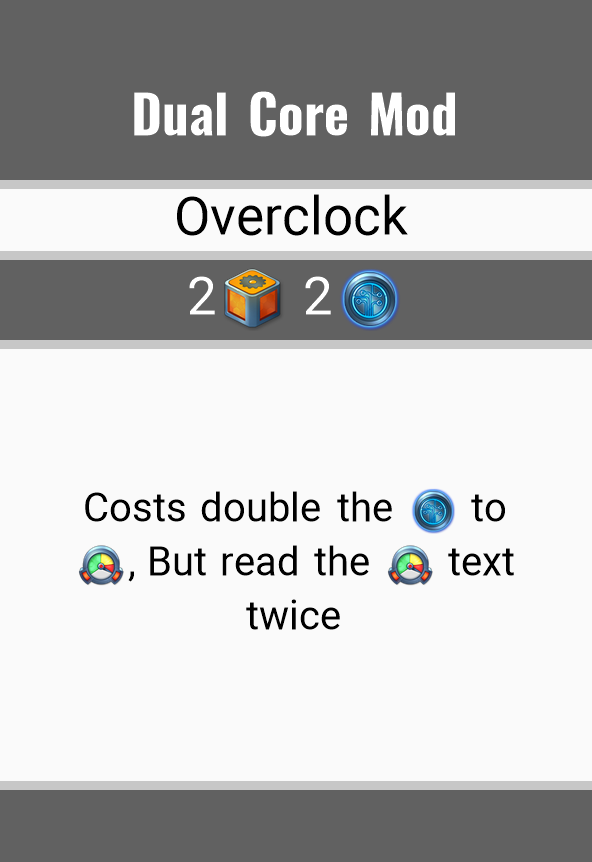 Dual Core Mod
Overclock
2 2
Costs double the to
, But read the text
twice